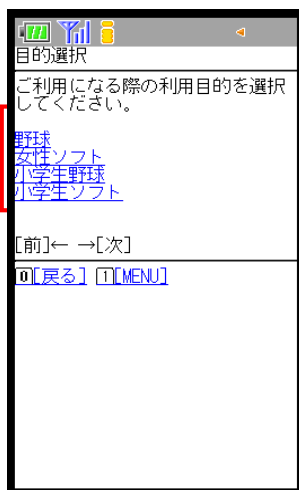 目的選択
ご利用になる際の利用目的を選択
してください。
野球
女性ソフト
小学生野球
小学生ソフト
[前]← →[次]
0[戻る] 1[MENU]